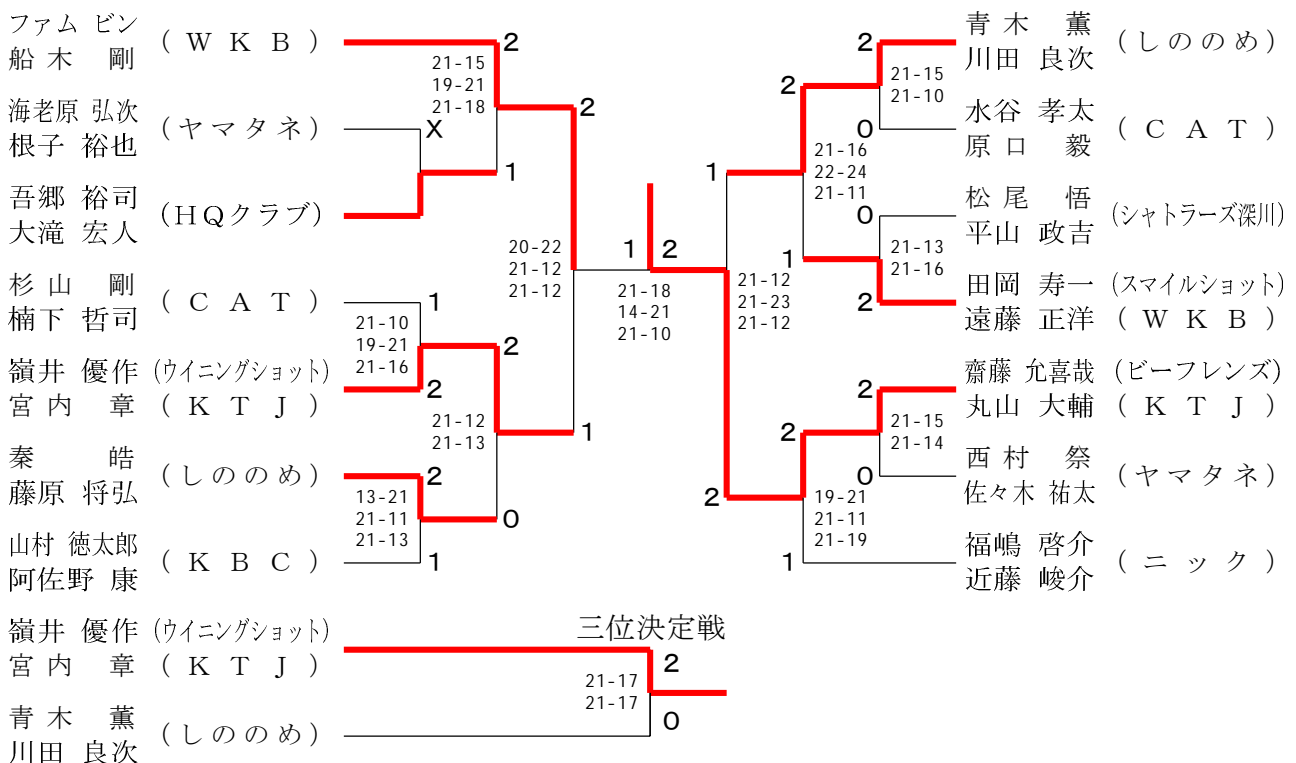 ファム ビン
船木 剛
(WKB)
2
21-15
19-21
21-18
海老原 弘次
根子 裕也
(ヤマタネ)
X
2
1
吾郷 裕司
大滝 宏人
(HQクラブ)
20-22
21-12
21-12
杉山 剛
楠下 哲司
(CAT)
1
21-10
19-21
21-16
2
嶺井 優作 (ウイニングショット)
宮内 章 (KTJ)
2
21-12
21-13
1
秦 皓
藤原 将弘
(しののめ)
2
13-21
21-11
21-13
0
山村 徳太郎
阿佐野 康
(KBC)
1
1 2
21-18
14-21
21-10
青木 薫
川田 良次
(しののめ)
2
21-15
21-10
2
水谷 孝太
原口 毅
(CAT)
0
21-16
22-24
21-11
1
松尾 悟
平山 政吉
(シャトラーズ深川)
0
21-13
21-16
1
田岡 寿一 (スマイルショット)
遠藤 正洋 (WKB)
2
21-12
21-23
21-12
齋藤 允喜哉 (ビーフレンズ)
丸山 大輔 (KTJ)
2
21-15
21-14
2
西村 祭
佐々木 祐太
(ヤマタネ)
0
2
19-21
21-11
21-19
福嶋 啓介
近藤 峻介
(ニック)
1
三位決定戦
嶺井 優作 (ウイニングショット)
宮内 章 (KTJ)
2
21-17
21-17
0
青木 薫
川田 良次
(しののめ)